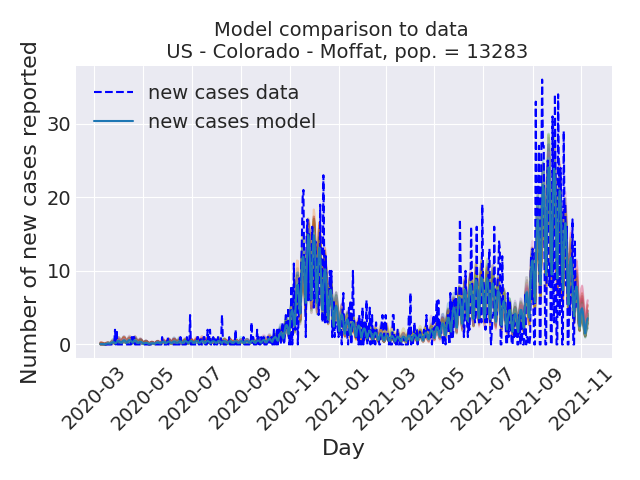 Model comparison to data
US - Colorado - Moffat, pop. = 13283
Number of new cases reported
new cases data
new cases model
30
20
10
0
2020-03
2020-05
2020-07
2020-09
2020-11
2021-01
2021-03
2021-05
2021-07
2021-09
2021-11
Day